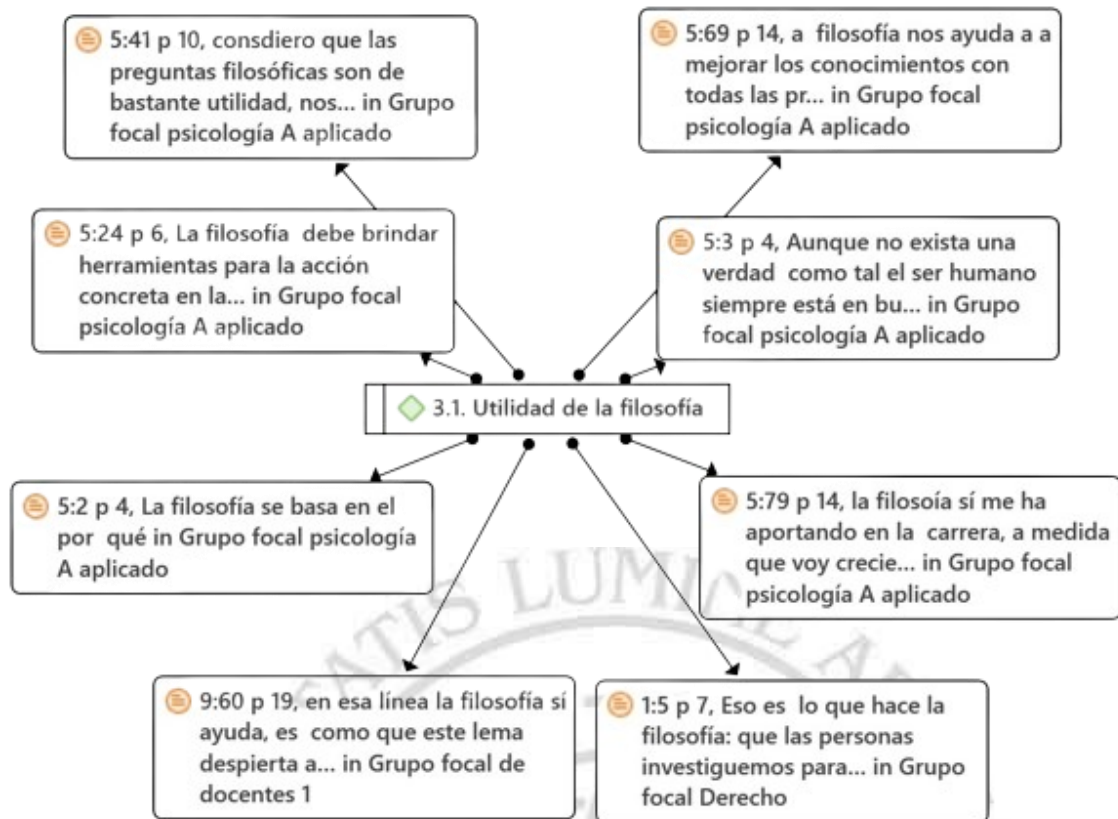 5:41 p 10, consdiero que las
preguntas filosóficas son de
bastante utilidad, nos... in Grupo
focal psicología A aplicado
5:69 p 14, a filosofía nos ayuda a a
mejorar los conocimientos con
todas las pr... in Grupo focal
psicología A aplicado
5:24 p 6, La filosofía debe brindar
herramientas para la acción
concreta en la... in Grupo focal
psicología A aplicado
5:3 p 4, Aunque no exista una
verdad como tal el ser humano
siempre está en bu... in Grupo
focal psicología A aplicado
3.1. Utilidad de la filosofía
5:2 p 4, La filosofía se basa en el
por qué in Grupo focal psicología
A aplicado
5:79 p 14, la filosoía sí me ha
aportando en la carrera, a medida
que voy crecie... in Grupo focal
psicología A aplicado
9:60 p 19, en esa línea la filosofía sí
ayuda, es como que este lema
despierta a... in Grupo focal de
docentes 1
1:5 p 7, Eso es lo que hace la
filosofía: que las personas
investiguemos para... in Grupo
focal Derecho